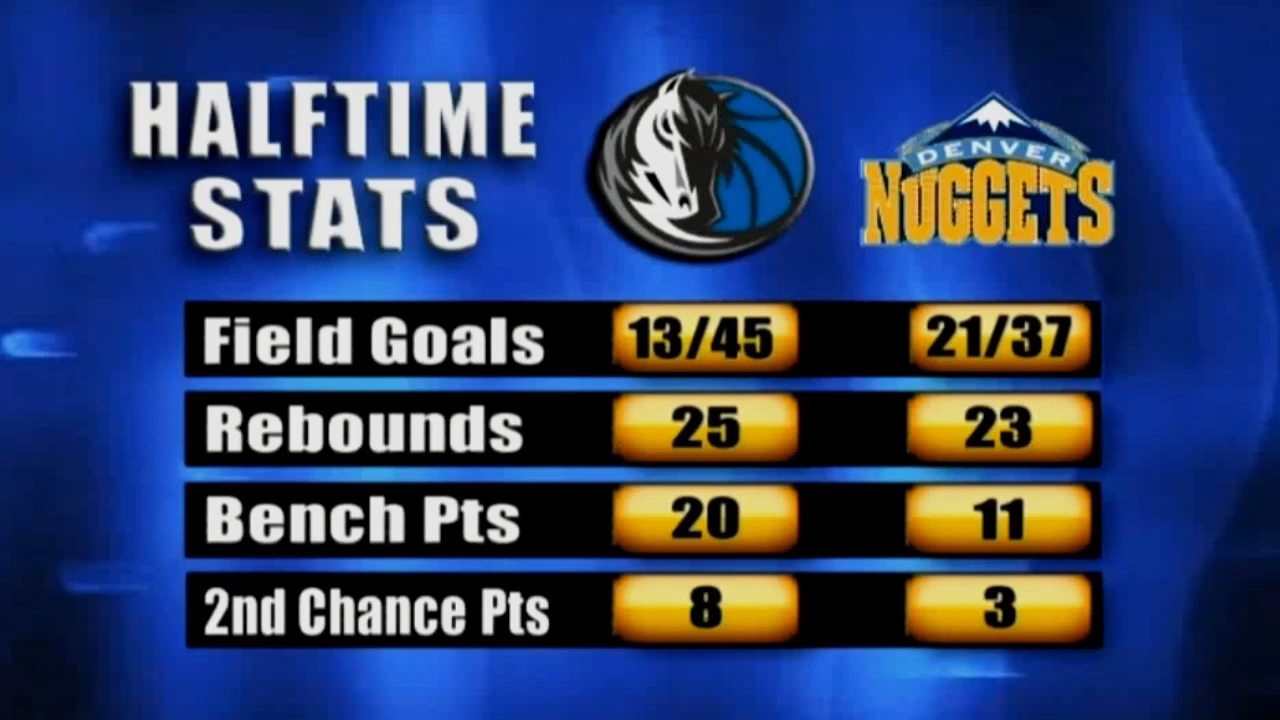 HALFTIME
STATS
DENVER
NUGGETS
Field Goals 13/45 21/37
Rebounds 25 23
Bench Pts 20 11
2nd Chance Pts 8 3